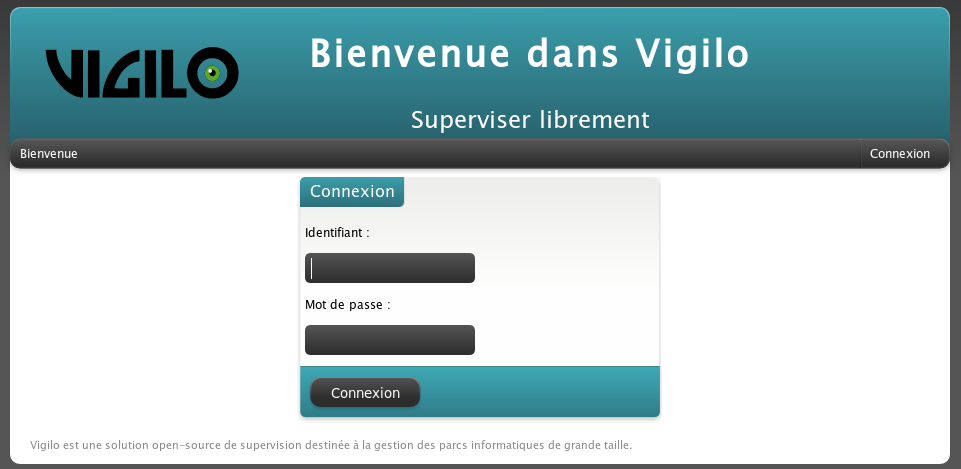 VIGILO
Bienvenue dans Vigilo
Superviser librement
Bienvenue
Connexion
Connexion
Identifiant :
Mot de passe :
Connexion
Vigilo est une solution open-source de supervision destinée à la gestion des parcs informatiques de grande taille.